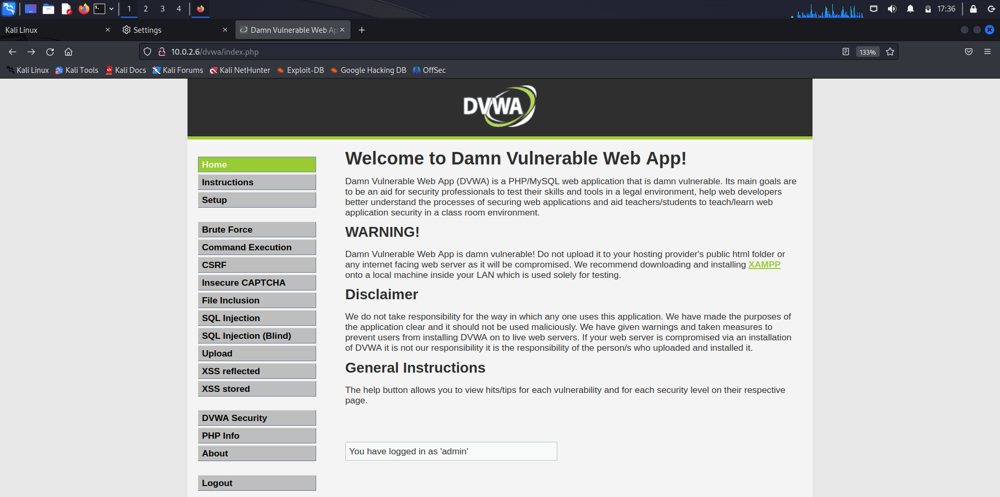 1 2 3 4 17:36
Kali Linux Settings Damn Vulnerable Web Ap
10.0.2.6/dvwa/index.php 133%
Kali Linux Kali Tools Kali Docs Kali Forums Kali NetHunter Exploit-DB Google Hacking DB OffSec
DVWA
Home
Instructions
Setup
Brute Force
Command Execution
CSRF
Insecure CAPTCHA
File Inclusion
SQL Injection
SQL Injection (Blind)
Upload
XSS reflected
XSS stored
DVWA Security
PHP Info
About
Logout
Welcome to Damn Vulnerable Web App!
Damn Vulnerable Web App (DVWA) is a PHP/MySQL web application that is damn vulnerable. Its main goals are
to be an aid for security professionals to test their skills and tools in a legal environment, help web developers
better understand the processes of securing web applications and aid teachers/students to teach/learn web
application security in a class room environment.
WARNING!
Damn Vulnerable Web App is damn vulnerable! Do not upload it to your hosting provider's public html folder or
any internet facing web server as it will be compromised. We recommend downloading and installing XAMPP
onto a local machine inside your LAN which is used solely for testing.
Disclaimer
We do not take responsibility for the way in which any one uses this application. We have made the purposes of
the application clear and it should not be used maliciously. We have given warnings and taken measures to
prevent users from installing DVWA on to live web servers. If your web server is compromised via an installation
of DVWA it is not our responsibility it is the responsibility of the person/s who uploaded and installed it.
General Instructions
The help button allows you to view hits/tips for each vulnerability and for each security level on their respective
page.
You have logged in as 'admin'